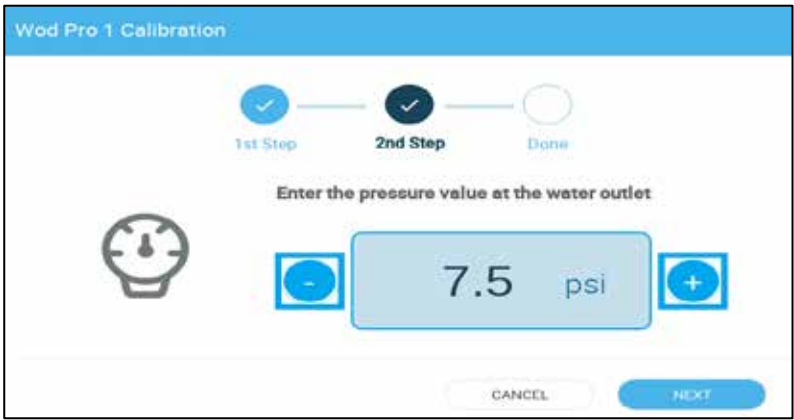 Wod Pro 1 Calibration
1st Step 2nd Step Done
Enter the pressure value at the water outlet
- 7.5 psi +
CANCEL NEXT